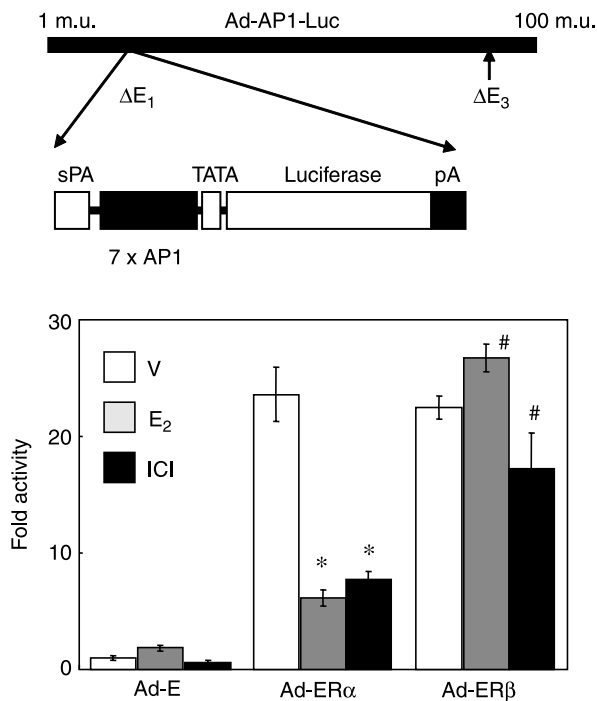 1 m.u. Ad-AP1-Luc 100 m.u.
ΔE1 ΔE3
sPA TATA Luciferase pA
7 x AP1
30
20
10
0
Fold activity
V
E2
ICI
* * # #
Ad-E Ad-ERα Ad-ERβ